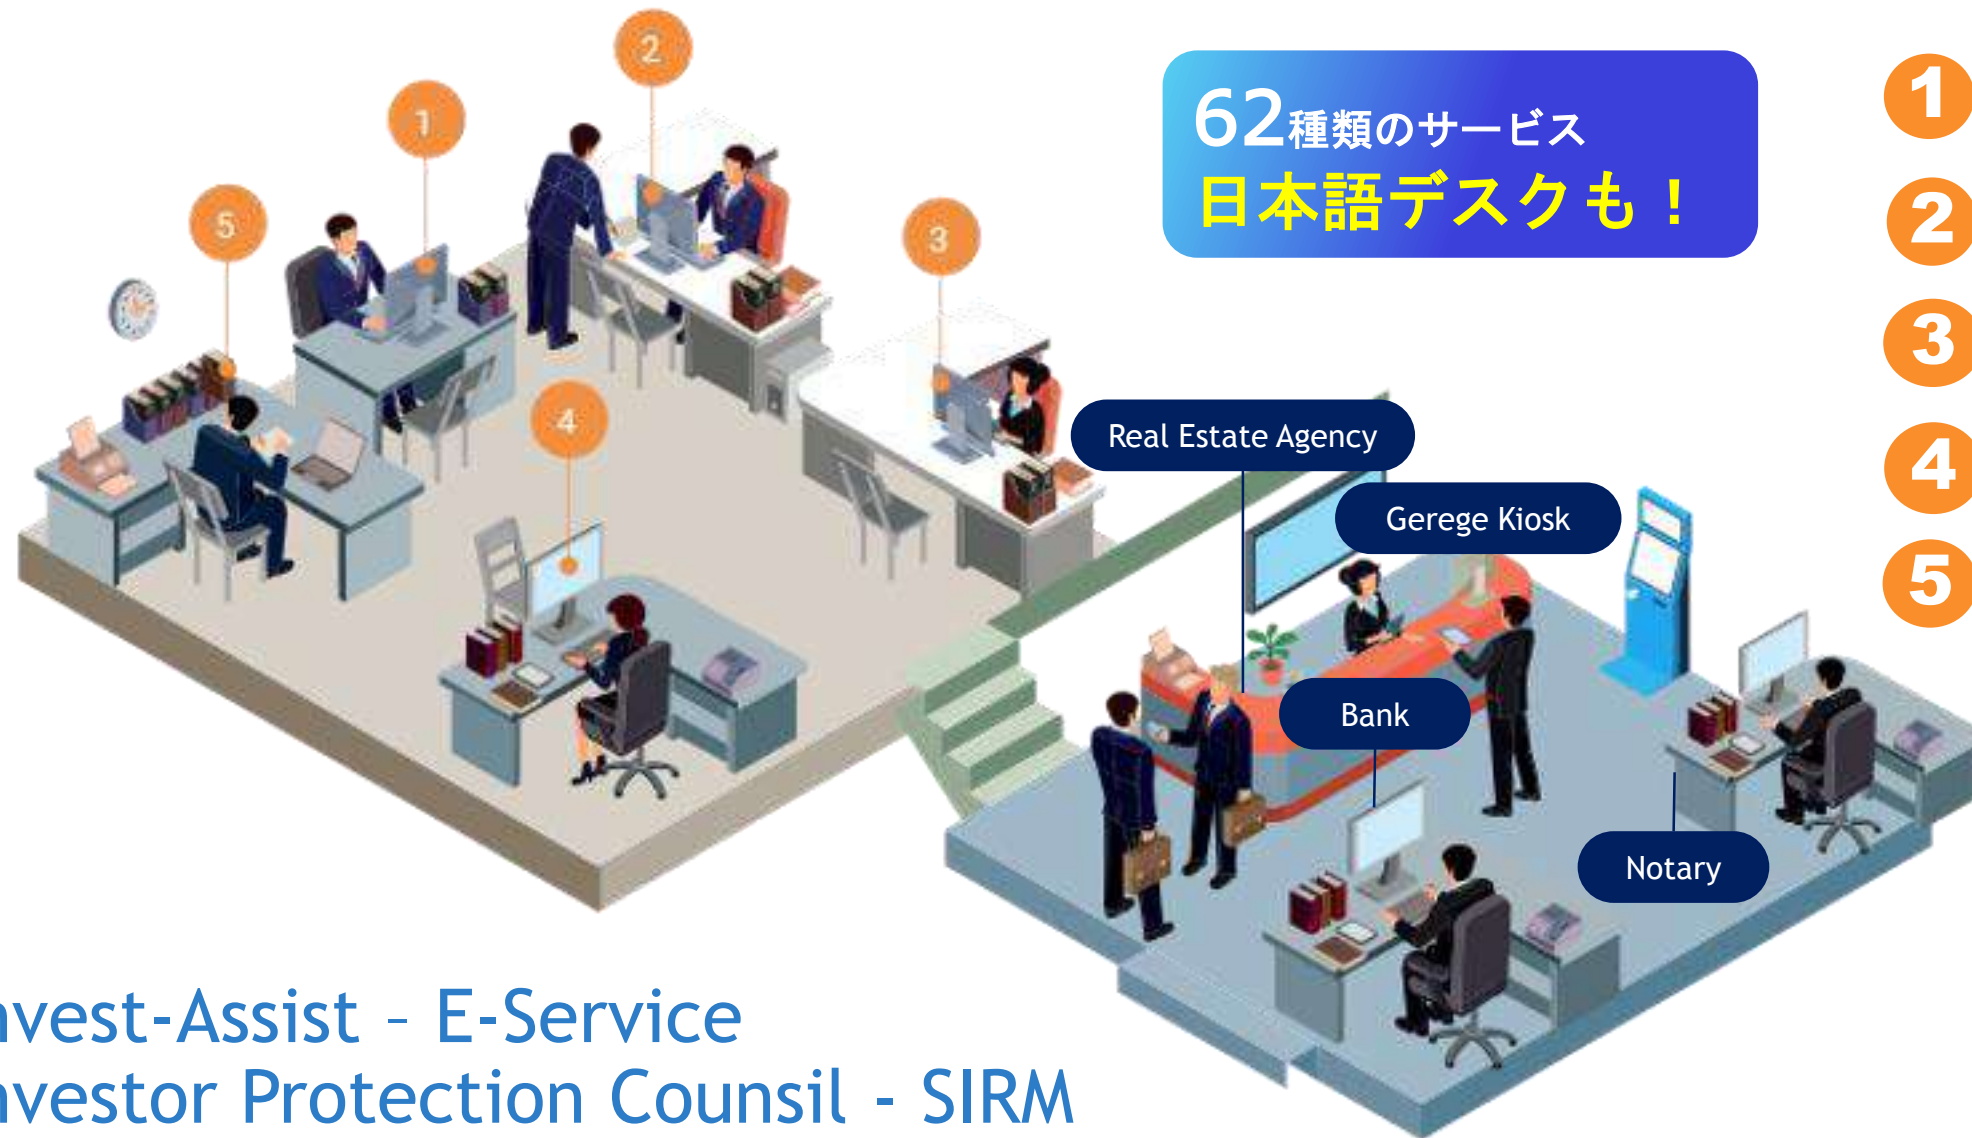 2
1
5
3
4
62種類のサービス
日本語デスクも！
1
2
3
4
5
Real Estate Agency
Gerege Kiosk
Bank
Notary
nvest-Assist – E-Service
nvestor Protection Counsil - SIRM